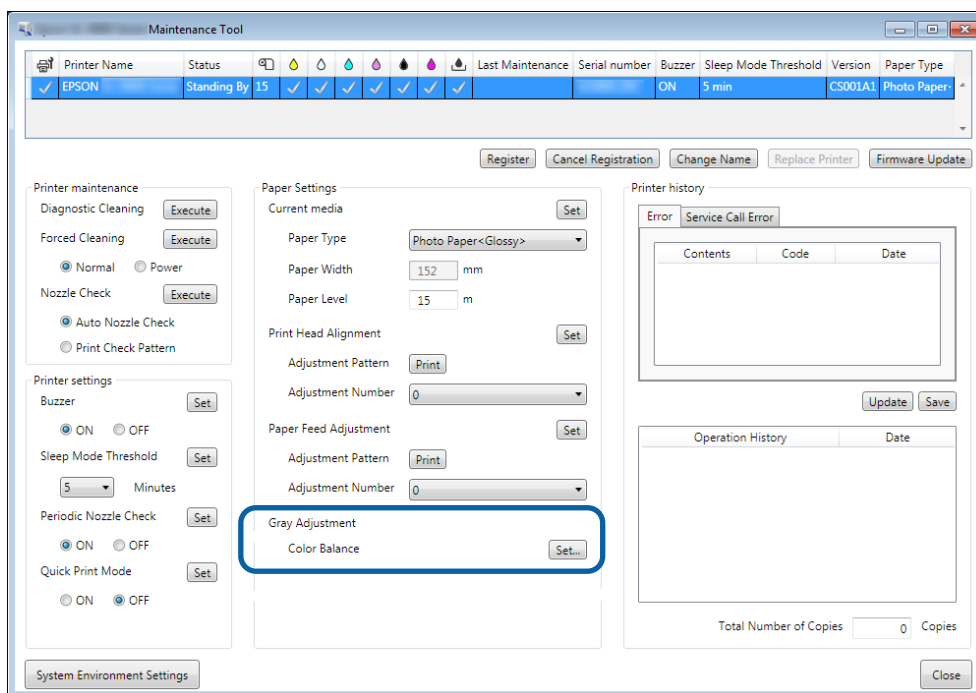 Maintenance Tool
Printer Name Status Last Maintenance Serial number Buzzer Sleep Mode Threshold Version Paper Type
EPSON Standing By 15 ON 5 min CS001A1 Photo Paper-
Register Cancel Registration Change Name Replace Printer Firmware Update
Printer maintenance
Diagnostic Cleaning Execute
Forced Cleaning Execute
Normal Power
Nozzle Check Execute
Auto Nozzle Check
Print Check Pattern
Printer settings
Buzzer Set
ON OFF
Sleep Mode Threshold Set
5 Minutes
Periodic Nozzle Check Set
ON OFF
Quick Print Mode Set
ON OFF
Paper Settings
Current media Set
Paper Type Photo Paper<Glossy>
Paper Width 152 mm
Paper Level 15 m
Print Head Alignment Set
Adjustment Pattern Print
Adjustment Number 0
Paper Feed Adjustment Set
Adjustment Pattern Print
Adjustment Number 0
Gray Adjustment
Color Balance Set...
Printer history
Error Service Call Error
Contents Code Date
Update Save
Operation History Date
Total Number of Copies 0 Copies
System Environment Settings Close